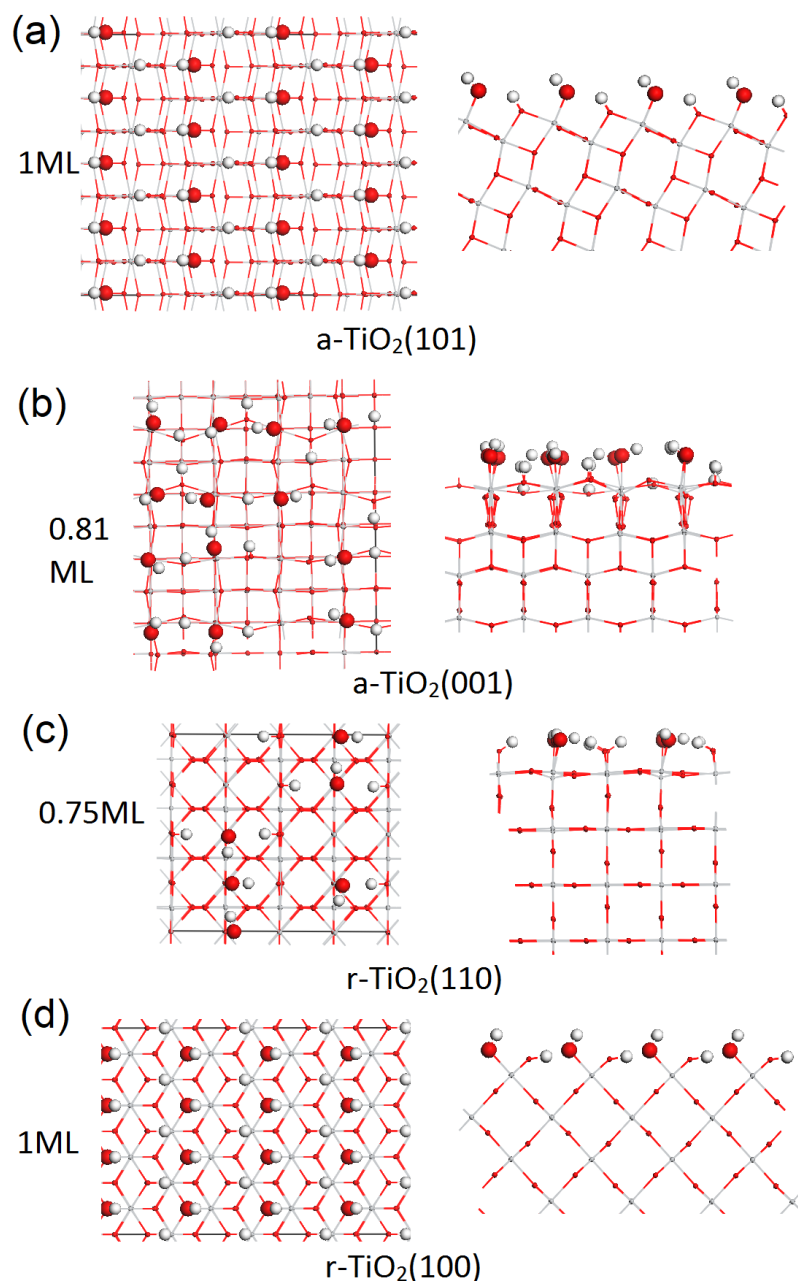 (a)
1ML
a-TiO₂(101)
(b)
0.81
ML
a-TiO₂(001)
(c)
0.75ML
r-TiO₂(110)
(d)
1ML
r-TiO₂(100)